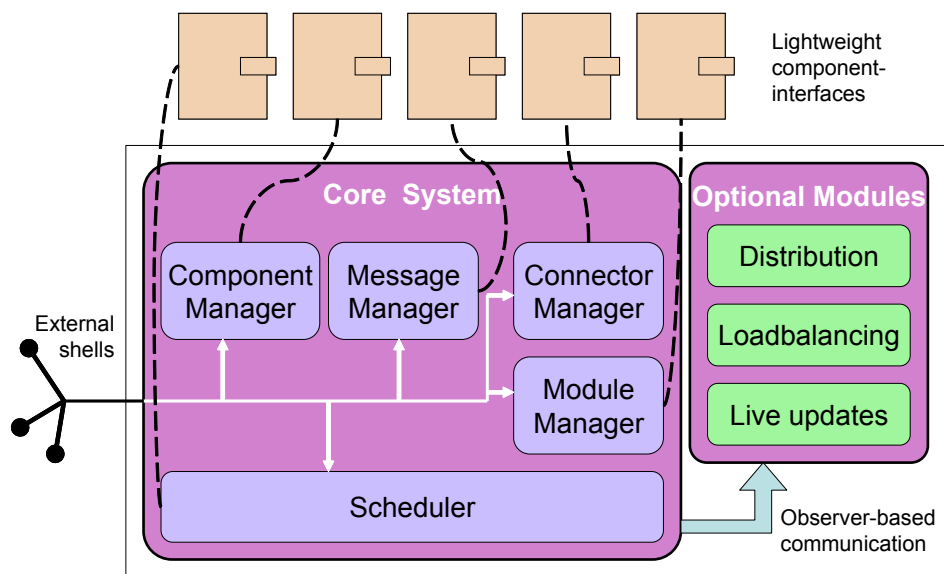 Lightweight
component-
interfaces
Core System
Optional Modules
Component
Manager
Message
Manager
Connector
Manager
Distribution
External
shells
Loadbalancing
Module
Manager
Live updates
Scheduler
Observer-based
communication